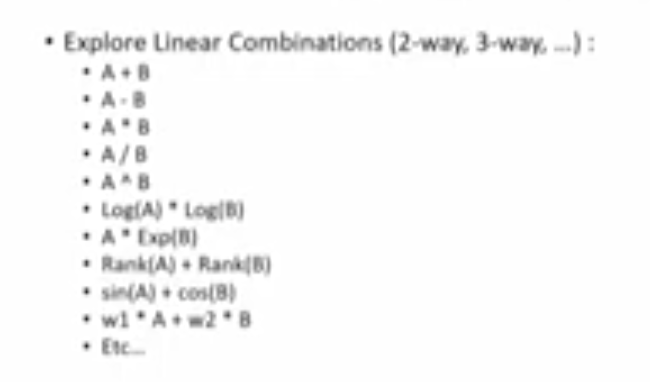 • Explore Linear Combinations (2-way, 3-way, ...) :
• A + B
• A - B
• A * B
• A / B
• A ^ B
• Log(A) * Log(B)
• A * Exp(B)
• Rank(A) + Rank(B)
• sin(A) + cos(B)
• w1 * A + w2 * B
• Etc...